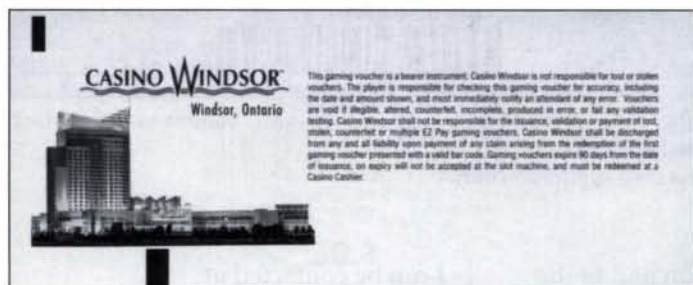 CASINO WINDSOR
Windsor, Ontario
This gaming voucher is a bearer instrument. Casino Windsor is not responsible for lost or stolen
vouchers. The player is responsible for checking this gaming voucher for accuracy, including
the date and amount shown, and must immediately notify an attendant of any error. Vouchers
are void if illegible, altered, counterfeit, incomplete, produced in error, or fail any validation
testing. Casino Windsor shall not be responsible for the issuance, validation or payment of lost,
stolen, counterfeit or multiple EZ Pay gaming vouchers. Casino Windsor shall be discharged
from any and all liability upon payment of any claim arising from the redemption of the first
gaming voucher presented with a valid bar code. Gaming vouchers expire 90 days from the date
of issuance, on expiry will not be accepted at the slot machine, and must be redeemed at a
Casino Cashier.
I can be contacted at: